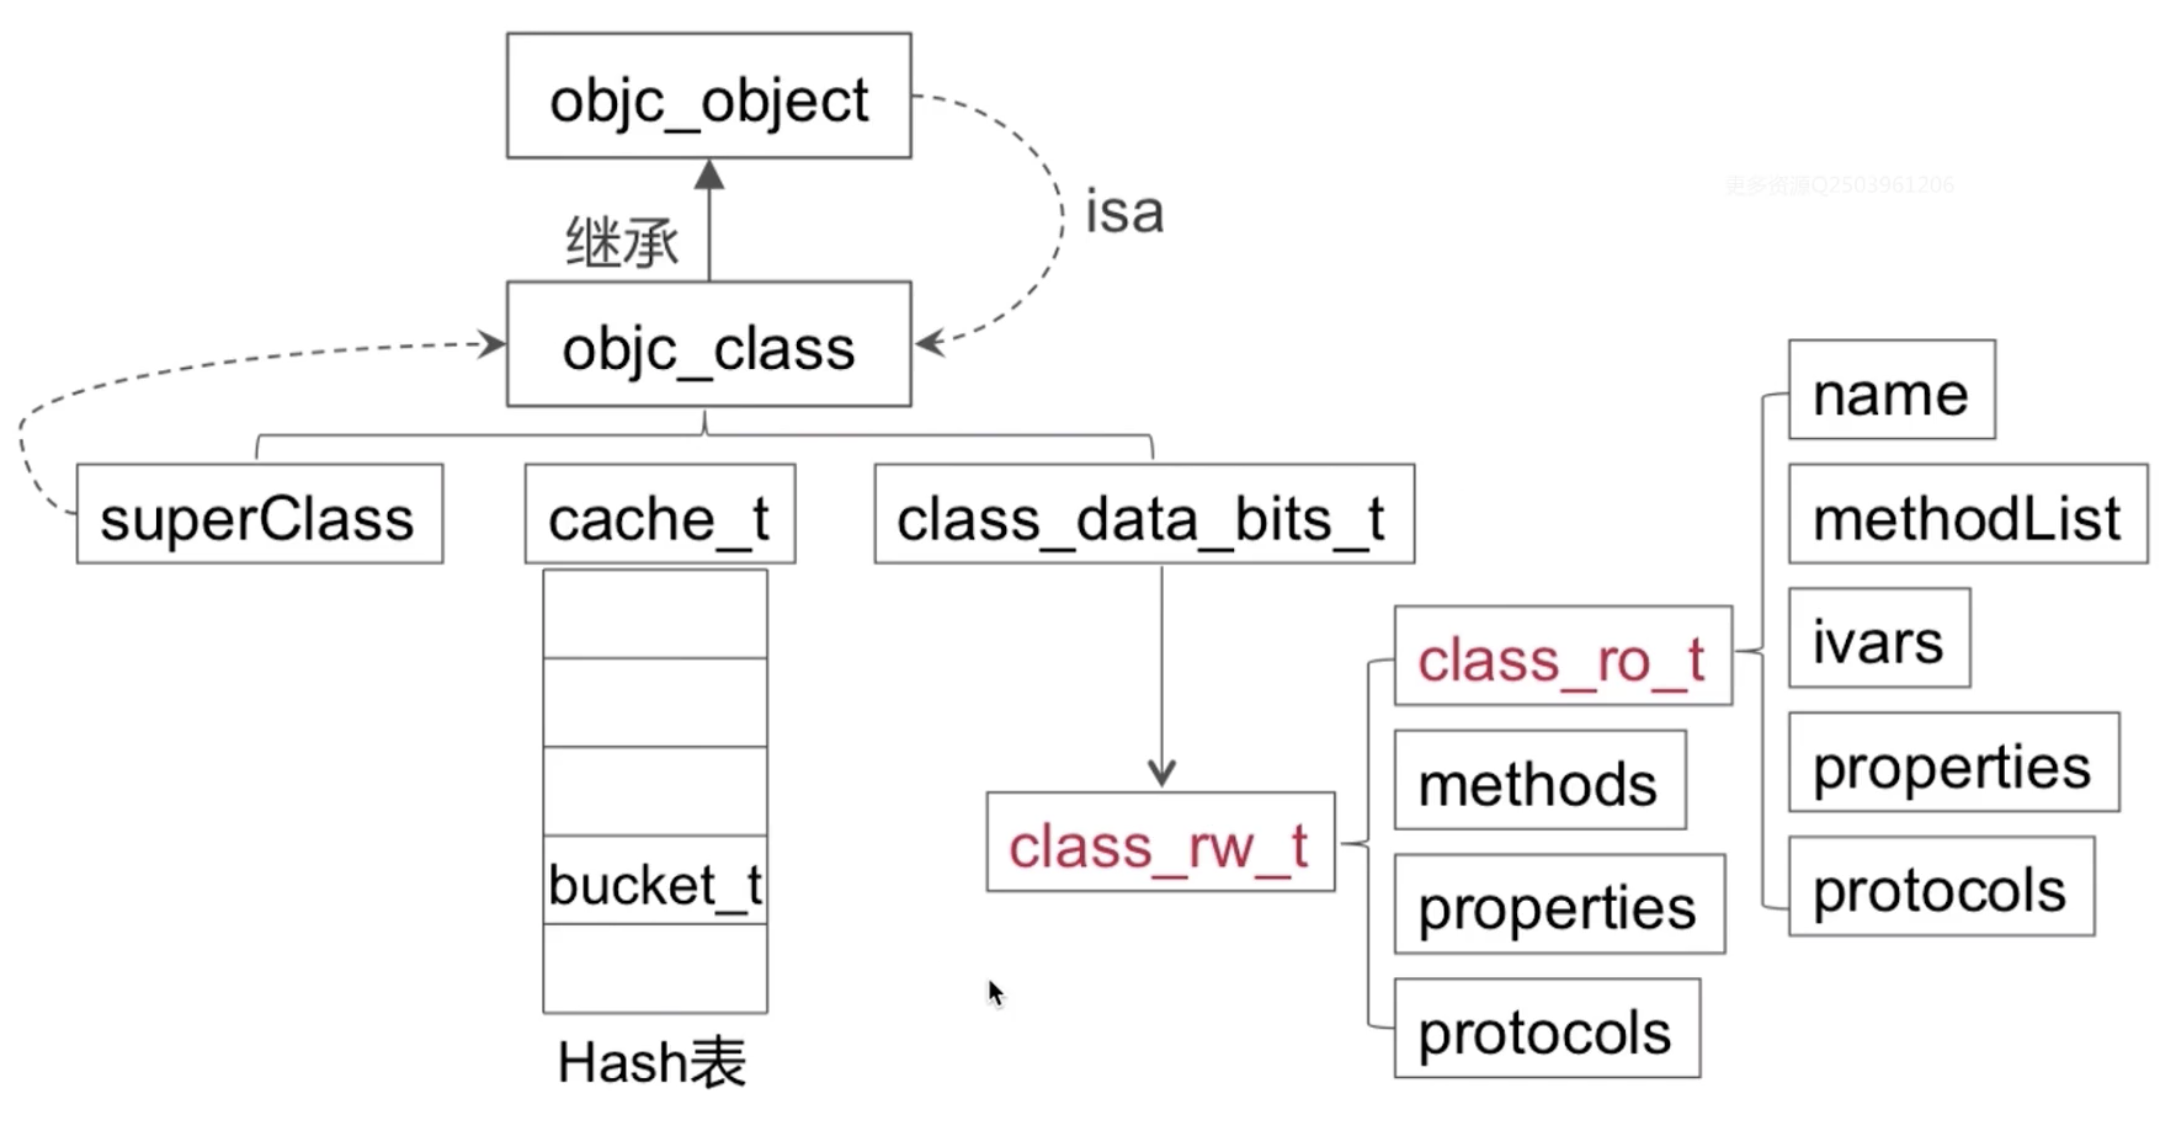 objc_object
更多资源Q2503961206
isa
继承
objc_class
name
superClass
cache_t
class_data_bits_t
methodList
class_ro_t
ivars
methods
properties
class_rw_t
bucket_t
properties
protocols
protocols
Hash表